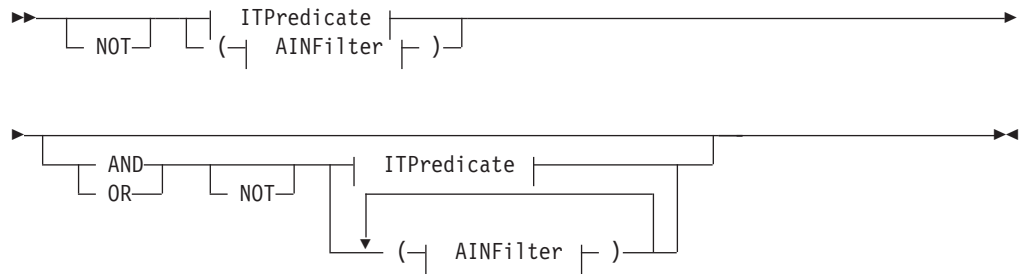 ITPredicate
NOT ( AINFilter )
AND ITPredicate
OR NOT
( AINFilter )